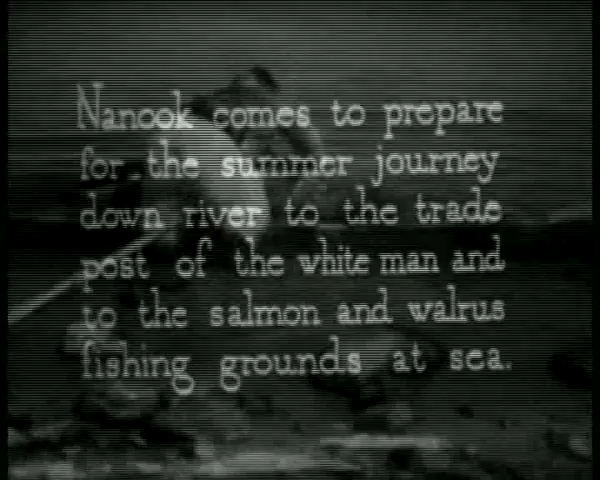 Nanook comes to prepare
for the summer journey
down river to the trade
post of the white man and
to the salmon and walrus
fishing grounds at sea.